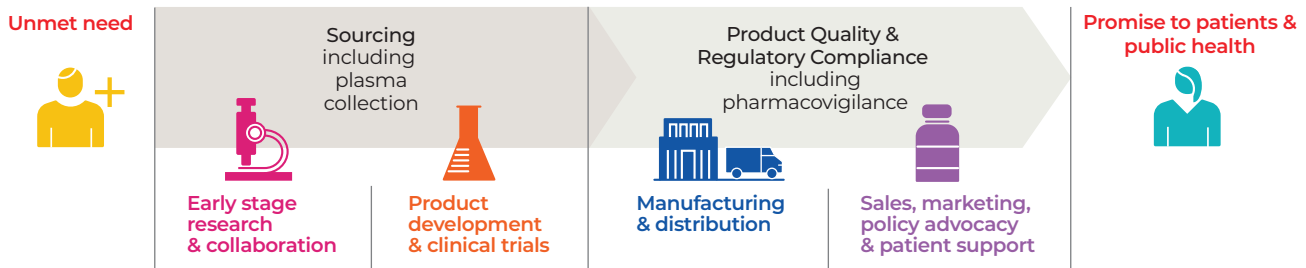 Unmet need
Sourcing
including
plasma
collection
Product Quality &
Regulatory Compliance
including
pharmacovigilance
Promise to patients &
public health
Early stage
research
& collaboration
Product
development
& clinical trials
Manufacturing
& distribution
Sales, marketing,
policy advocacy
& patient support